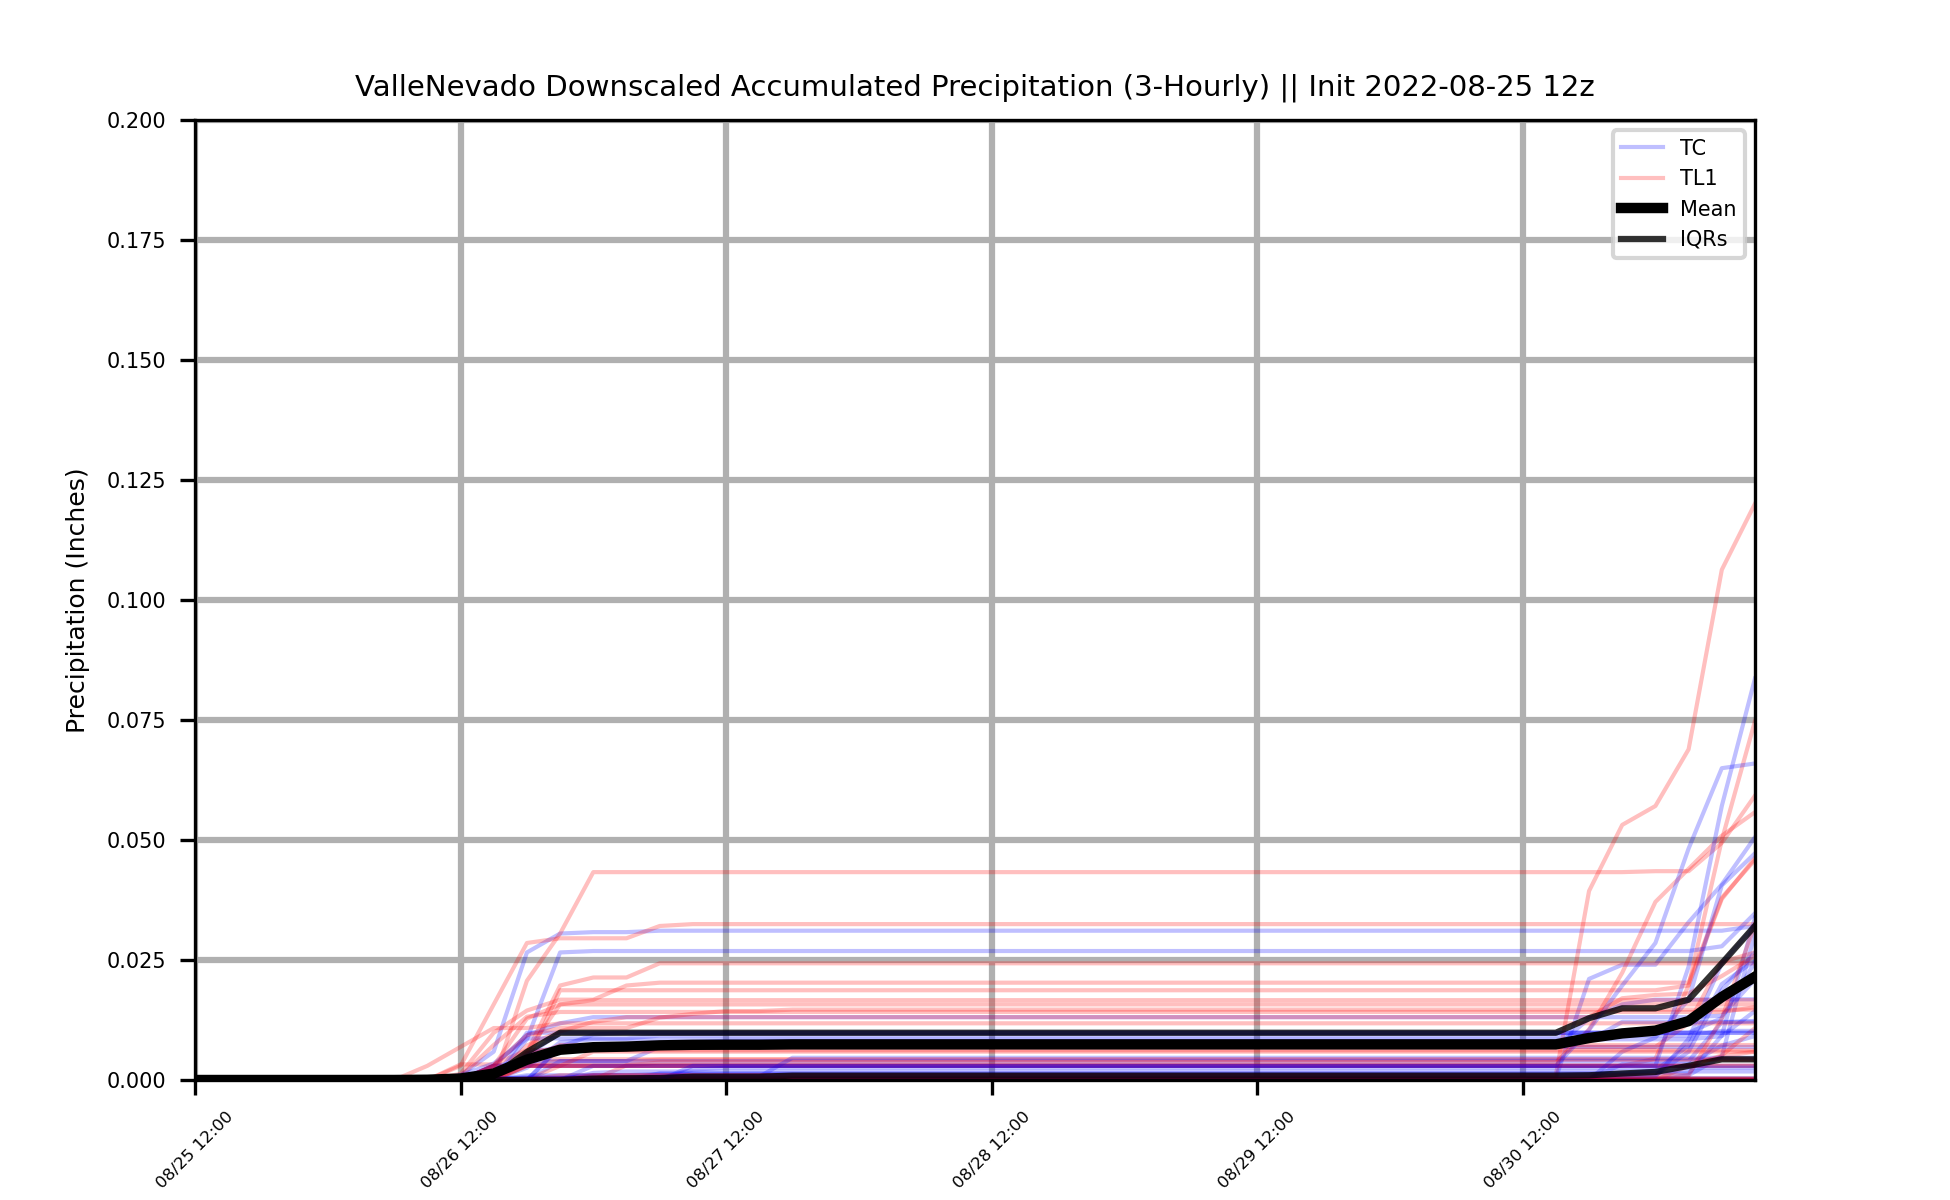 ValleNevado Downscaled Accumulated Precipitation (3-Hourly) || Init 2022-08-25 12z
Precipitation (Inches)
0.200
0.175
0.150
0.125
0.100
0.075
0.050
0.025
0.000
TC
TL1
Mean
IQRs
08/25 12:00
08/26 12:00
08/27 12:00
08/28 12:00
08/29 12:00
08/30 12:00